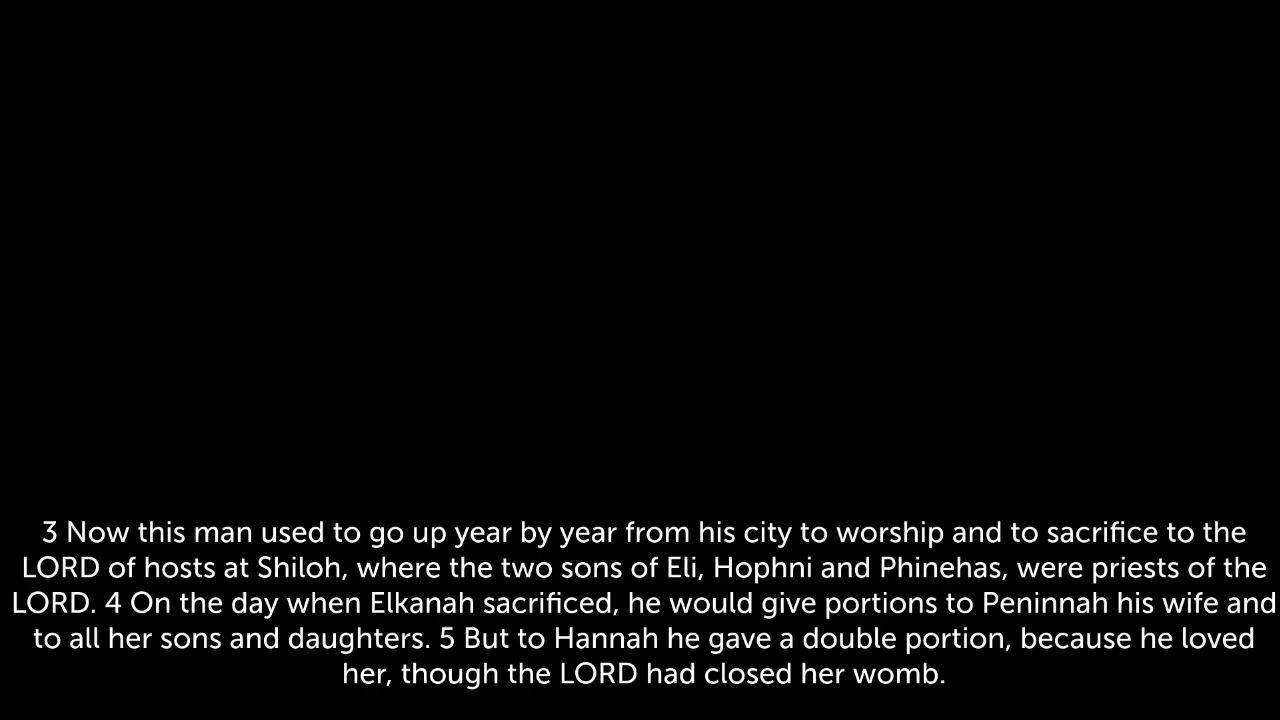 3 Now this man used to go up year by year from his city to worship and to sacrifice to the
LORD of hosts at Shiloh, where the two sons of Eli, Hophni and Phinehas, were priests of the
LORD. 4 On the day when Elkanah sacrificed, he would give portions to Peninnah his wife and
to all her sons and daughters. 5 But to Hannah he gave a double portion, because he loved
her, though the LORD had closed her womb.